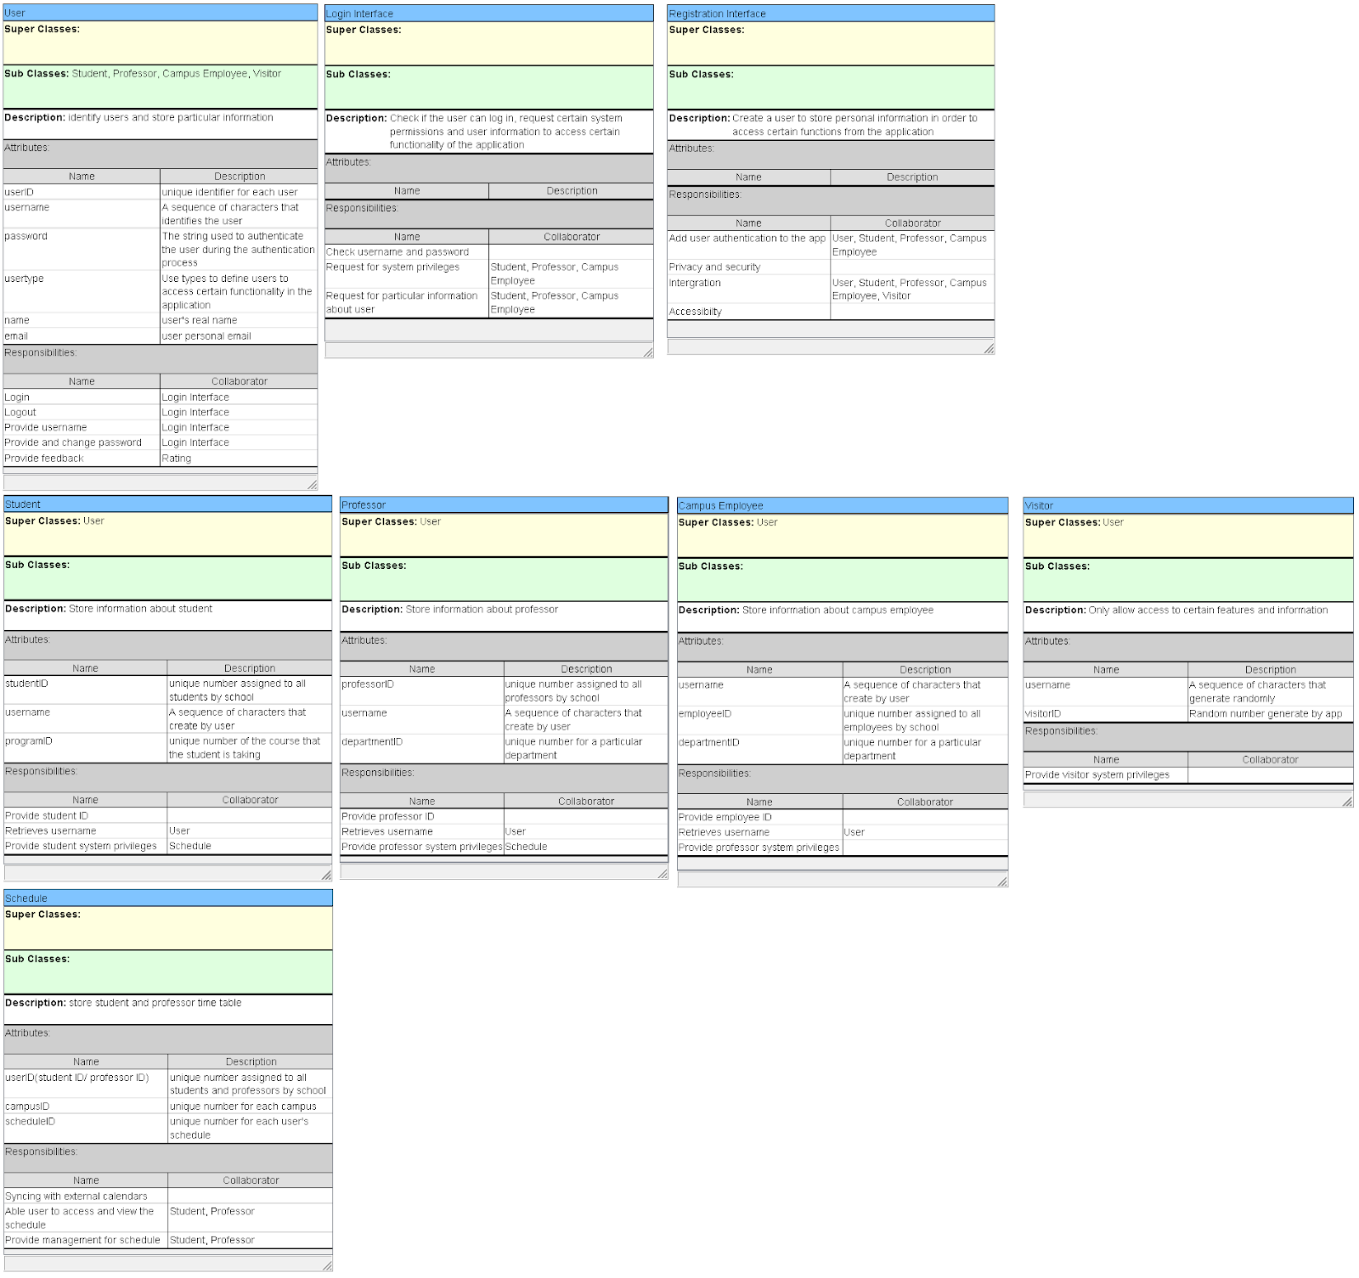 User
Super Classes:
Sub Classes: Student, Professor, Campus Employee, Visitor
Description: identify users and store particular information
Attributes:
Name Description
userID unique identifier for each user
username A sequence of characters that
identifies the user
password The string used to authenticate
the user during the authentication
process
usertype Use types to define users to
access certain functionality in the
application
name user's real name
email user personal email
Responsibilities:
Name Collaborator
Login Login Interface
Logout Login Interface
Provide username Login Interface
Provide and change password Login Interface
Provide feedback Rating
Login Interface
Super Classes:
Sub Classes:
Description: Check if the user can log in, request certain system
permissions and user information to access certain
functionality of the application
Attributes:
Name Description
Responsibilities:
Name Collaborator
Check username and password
Request for system privileges Student, Professor, Campus
Employee
Request for particular information Student, Professor, Campus
about user Employee
Registration Interface
Super Classes:
Sub Classes:
Description: Create a user to store personal information in order to
access certain functions from the application
Attributes:
Name Description
Responsibilities:
Name Collaborator
Add user authentication to the app User, Student, Professor, Campus
Employee
Privacy and security
Intergration User, Student, Professor, Campus
Employee, Visitor
Accessibilty
Student
Super Classes: User
Sub Classes:
Description: Store information about student
Attributes:
Name Description
studentID unique number assigned to all
students by school
username A sequence of characters that
create by user
programID unique number of the course that
the student is taking
Responsibilities:
Name Collaborator
Provide student ID
Retrieves username User
Provide student system privileges Schedule
Professor
Super Classes: User
Sub Classes:
Description: Store information about professor
Attributes:
Name Description
professorID unique number assigned to all
professors by school
username A sequence of characters that
create by user
departmentID unique number for a particular
department
Responsibilities:
Name Collaborator
Provide professor ID
Retrieves username User
Provide professor system privileges Schedule
Campus Employee
Super Classes: User
Sub Classes:
Description: Store information about campus employee
Attributes:
Name Description
username A sequence of characters that
create by user
employeeID unique number assigned to all
employees by school
departmentID unique number for a particular
department
Responsibilities:
Name Collaborator
Provide employee ID
Retrieves username User
Provide professor system privileges
Visitor
Super Classes: User
Sub Classes:
Description: Only allow access to certain features and information
Attributes:
Name Description
username A sequence of characters that
generate randomly
visitorID Random number generate by app
Responsibilities:
Name Collaborator
Provide visitor system privileges
Schedule
Super Classes:
Sub Classes:
Description: store student and professor time table
Attributes:
Name Description
userID(student ID/ professor ID) unique number assigned to all
students and professors by school
campusID unique number for each campus
scheduleID unique number for each user's
schedule
Responsibilities:
Name Collaborator
Syncing with external calendars
Able user to access and view the Student, Professor
schedule
Provide management for schedule Student, Professor